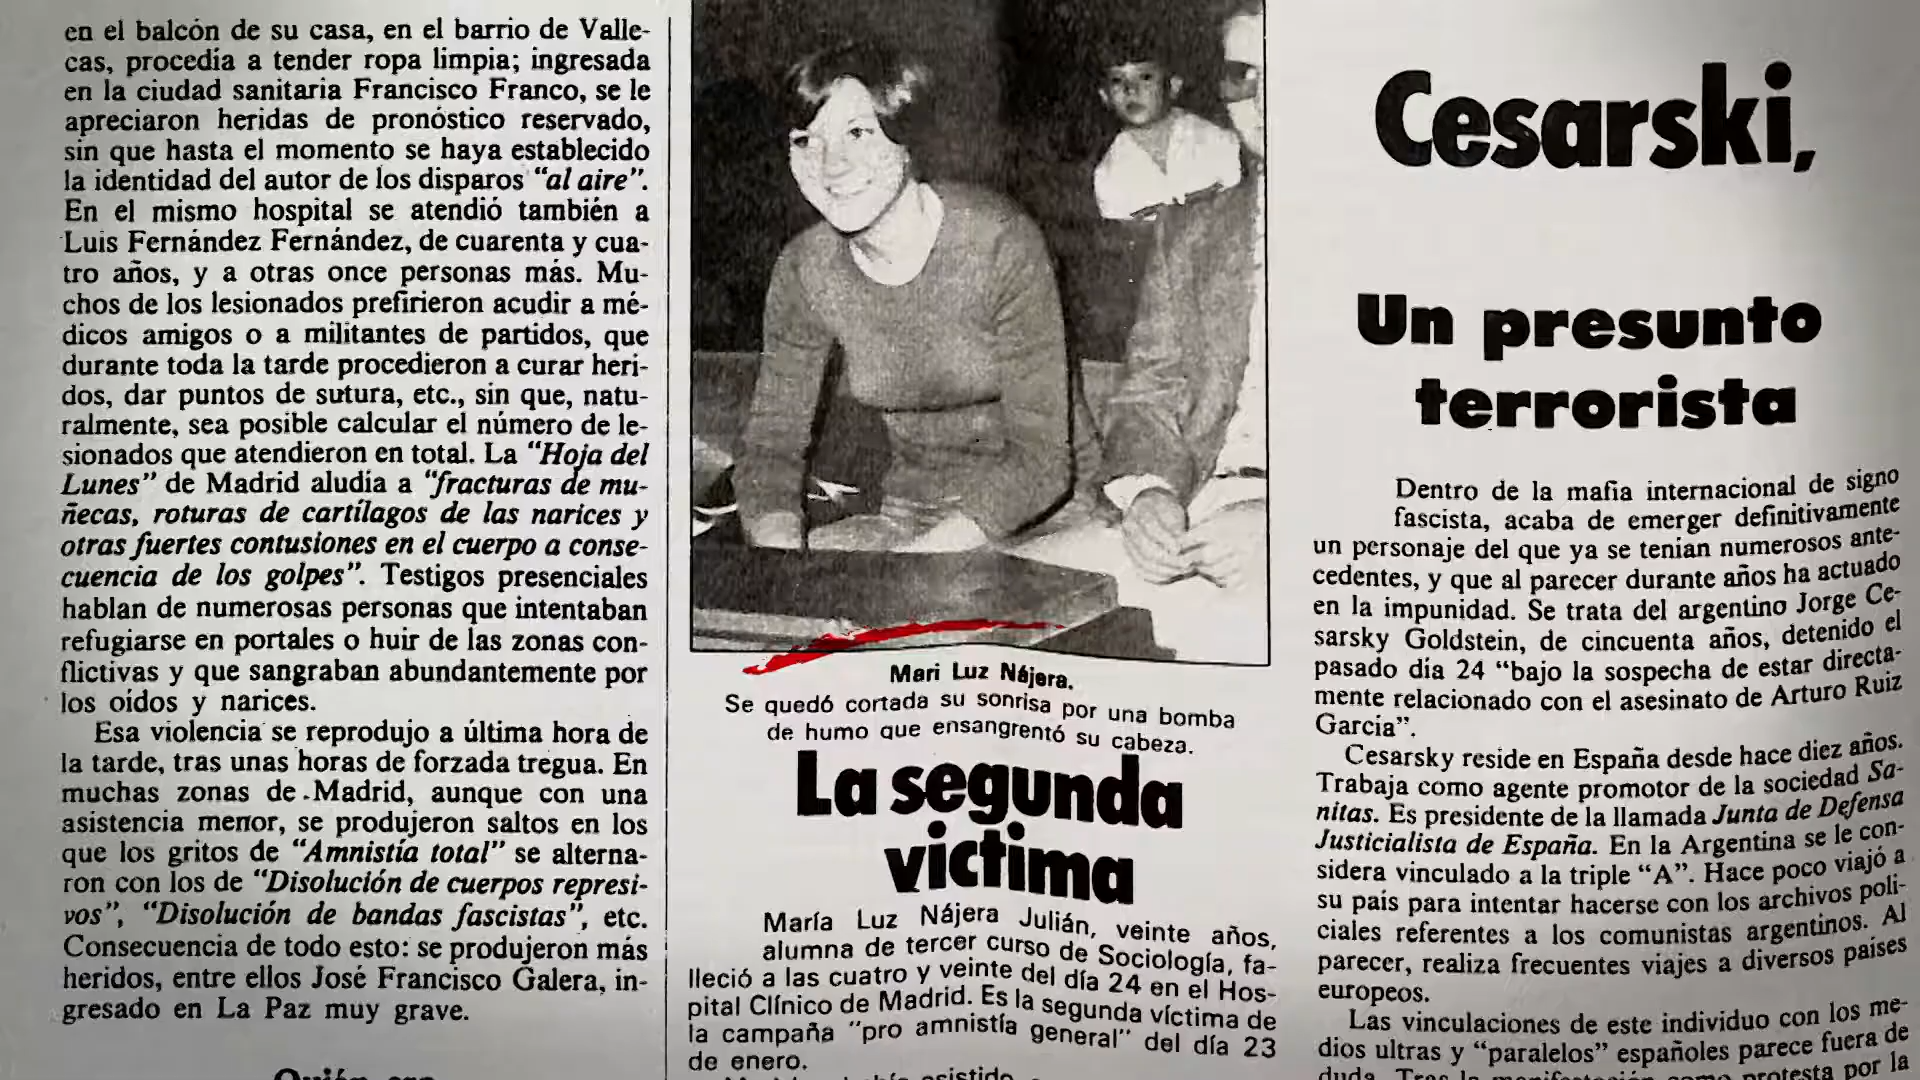 en el balcón de su casa, en el barrio de Valle-
cas, procedía a tender ropa limpia; ingresada
en la ciudad sanitaria Francisco Franco, se le
apreciaron heridas de pronóstico reservado,
sin que hasta el momento se haya establecido
la identidad del autor de los disparos “al aire”.
En el mismo hospital se atendió también a
Luis Fernández Fernández, de cuarenta y cua-
tro años, y a otras once personas más. Mu-
chos de los lesionados prefirieron acudir a mé-
dicos amigos o a militantes de partidos, que
durante toda la tarde procedieron a curar heri-
dos, dar puntos de sutura, etc., sin que, natu-
ralmente, sea posible calcular el número de le-
sionados que atendieron en total. La “Hoja del
Lunes” de Madrid aludía a “fracturas de mu-
ñecas, roturas de cartílagos de las narices y
otras fuertes contusiones en el cuerpo a conse-
cuencia de los golpes”. Testigos presenciales
hablan de numerosas personas que intentaban
refugiarse en portales o huir de las zonas con-
flictivas y que sangraban abundantemente por
los oídos y narices.
Esa violencia se reprodujo a última hora de
la tarde, tras unas horas de forzada tregua. En
muchas zonas de Madrid, aunque con una
asistencia menor, se produjeron saltos en los
que los gritos de “Amnistía total” se alterna-
ron con los de “Disolución de cuerpos represi-
vos”, “Disolución de bandas fascistas”, etc.
Consecuencia de todo esto: se produjeron más
heridos, entre ellos José Francisco Galera, in-
gresado en La Paz muy grave.
Mari Luz Nájera.
Se quedó cortada su sonrisa por una bomba
de humo que ensangrentó su cabeza.
La segunda
víctima
María Luz Nájera Julián, veinte años,
alumna de tercer curso de Sociología, fa-
lleció a las cuatro y veinte del día 24 en el Hos-
pital Clínico de Madrid. Es la segunda víctima de
la campaña “pro amnistía general” del día 23
de enero.
Cesarski,
Un presunto
terrorista
Dentro de la mafia internacional de signo
fascista, acaba de emerger definitivamente
un personaje del que ya se tenían numerosos ante-
cedentes, y que al parecer durante años ha actuado
en la impunidad. Se trata del argentino Jorge Ce-
sarsky Goldstein, de cincuenta años, detenido el
pasado día 24 “bajo la sospecha de estar directa-
mente relacionado con el asesinato de Arturo Ruiz
García”.
Cesarsky reside en España desde hace diez años.
Trabaja como agente promotor de la sociedad Sa-
nitas. Es presidente de la llamada Junta de Defensa
Justicialista de España. En la Argentina se le con-
sidera vinculado a la triple “A”. Hace poco viajó a
su país para intentar hacerse con los archivos poli-
ciales referentes a los comunistas argentinos. Al
parecer, realiza frecuentes viajes a diversos países
europeos.
Las vinculaciones de este individuo con los me-
dios ultras y “paralelos” españoles parece fuera de